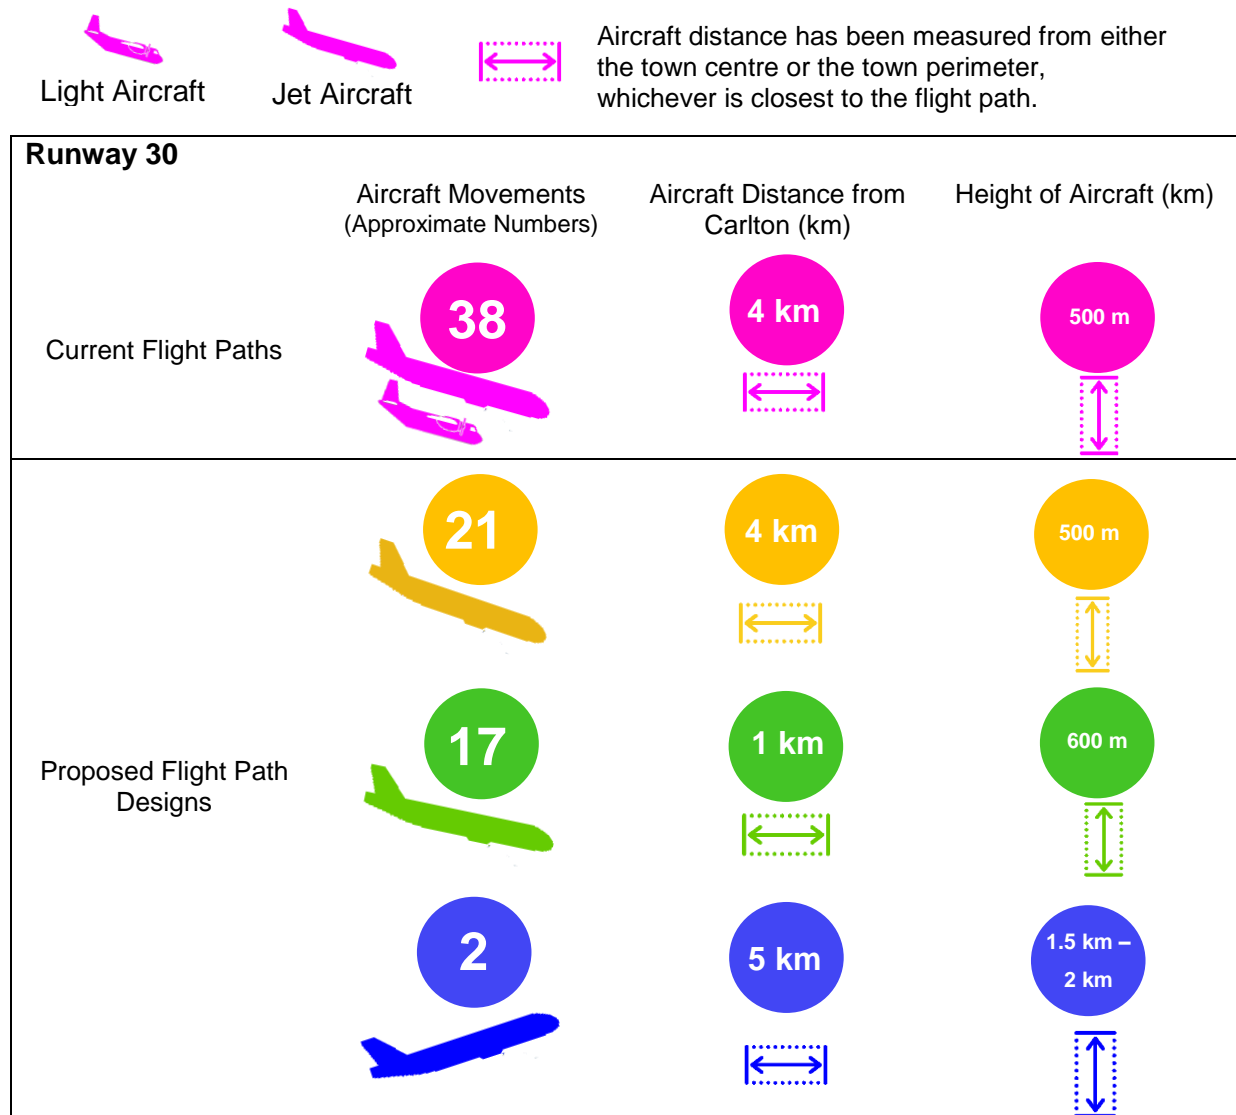 Light Aircraft
Jet Aircraft
Aircraft distance has been measured from either
the town centre or the town perimeter,
whichever is closest to the flight path.
Runway 30
Aircraft Movements
(Approximate Numbers)
Aircraft Distance from
Carlton (km)
Height of Aircraft (km)
Current Flight Paths
38
4 km
500 m
Proposed Flight Path
Designs
21
4 km
500 m
17
1 km
600 m
2
5 km
1.5 km –
2 km